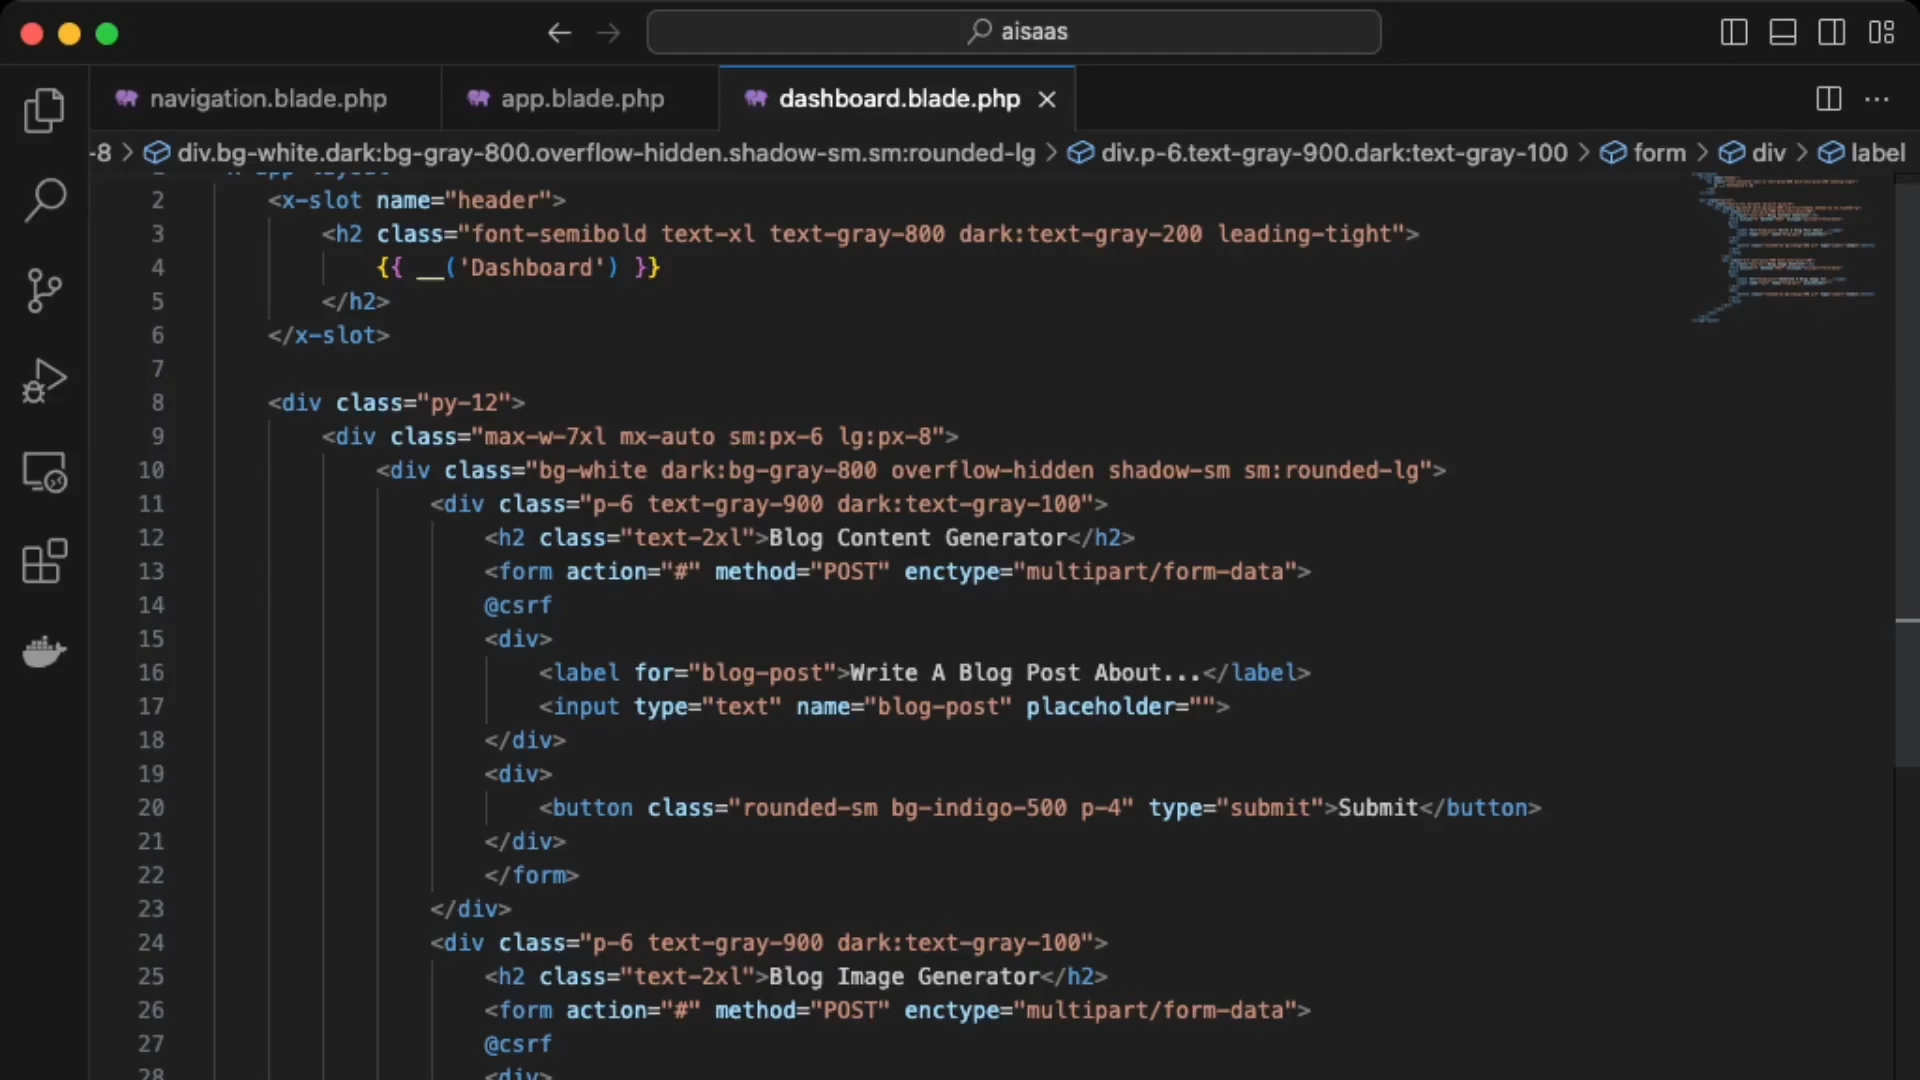 aisaas
navigation.blade.php
app.blade.php
dashboard.blade.php
-8 > div.bg-white.dark:bg-gray-800.overflow-hidden.shadow-sm.sm:rounded-lg > div.p-6.text-gray-900.dark:text-gray-100 > form > div > label
2 <x-slot name="header">
3 <h2 class="font-semibold text-xl text-gray-800 dark:text-gray-200 leading-tight">
4 {{ __('Dashboard') }}
5 </h2>
6 </x-slot>
7
8 <div class="py-12">
9 <div class="max-w-7xl mx-auto sm:px-6 lg:px-8">
10 <div class="bg-white dark:bg-gray-800 overflow-hidden shadow-sm sm:rounded-lg">
11 <div class="p-6 text-gray-900 dark:text-gray-100">
12 <h2 class="text-2xl">Blog Content Generator</h2>
13 <form action="#" method="POST" enctype="multipart/form-data">
14 @csrf
15 <div>
16 <label for="blog-post">Write A Blog Post About...</label>
17 <input type="text" name="blog-post" placeholder="">
18 </div>
19 <div>
20 <button class="rounded-sm bg-indigo-500 p-4" type="submit">Submit</button>
21 </div>
22 </form>
23 </div>
24 <div class="p-6 text-gray-900 dark:text-gray-100">
25 <h2 class="text-2xl">Blog Image Generator</h2>
26 <form action="#" method="POST" enctype="multipart/form-data">
27 @csrf
28 <div>